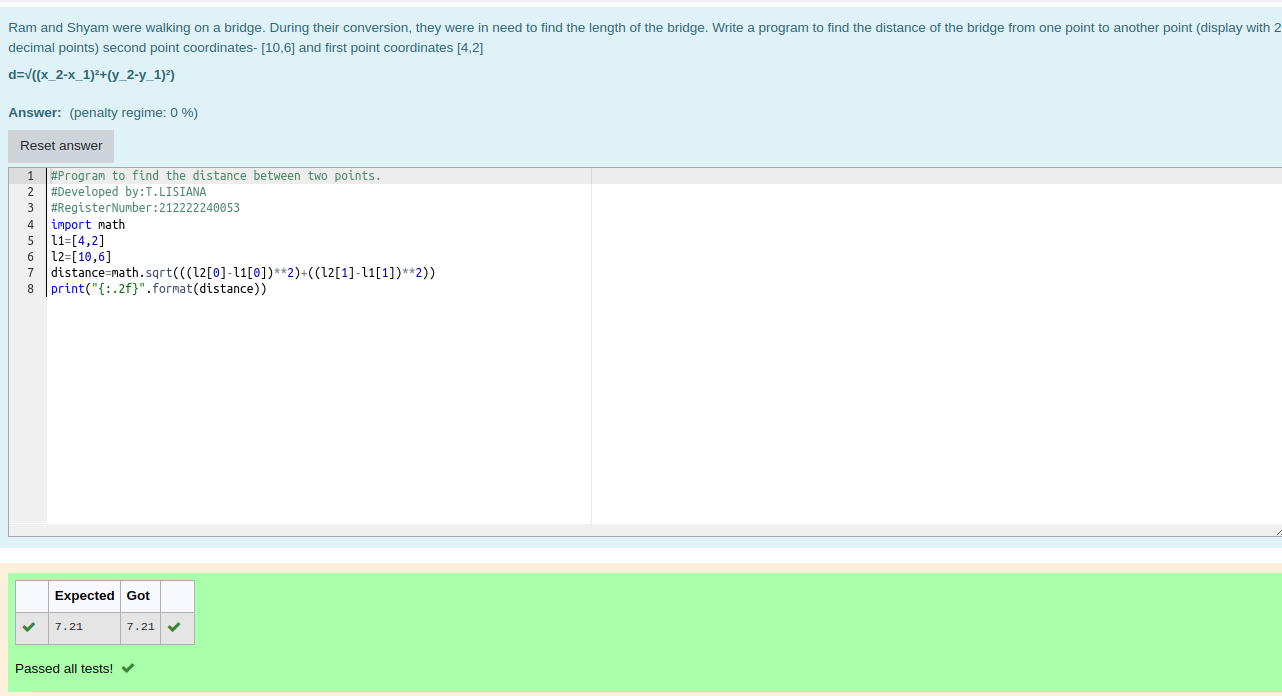 Ram and Shyam were walking on a bridge. During their conversion, they were in need to find the length of the bridge. Write a program to find the distance of the bridge from one point to another point (display with 2
decimal points) second point coordinates- [10,6] and first point coordinates [4,2]
d=√((x_2-x_1)²+(y_2-y_1)²)
Answer: (penalty regime: 0 %)
Reset answer
1 #Program to find the distance between two points.
2 #Developed by:T.LISIANA
3 #RegisterNumber:212222240053
4 import math
5 l1=[4,2]
6 l2=[10,6]
7 distance=math.sqrt(((l2[0]-l1[0])**2)+((l2[1]-l1[1])**2))
8 print("{:.2f}".format(distance))
Expected Got
7.21 7.21
Passed all tests!